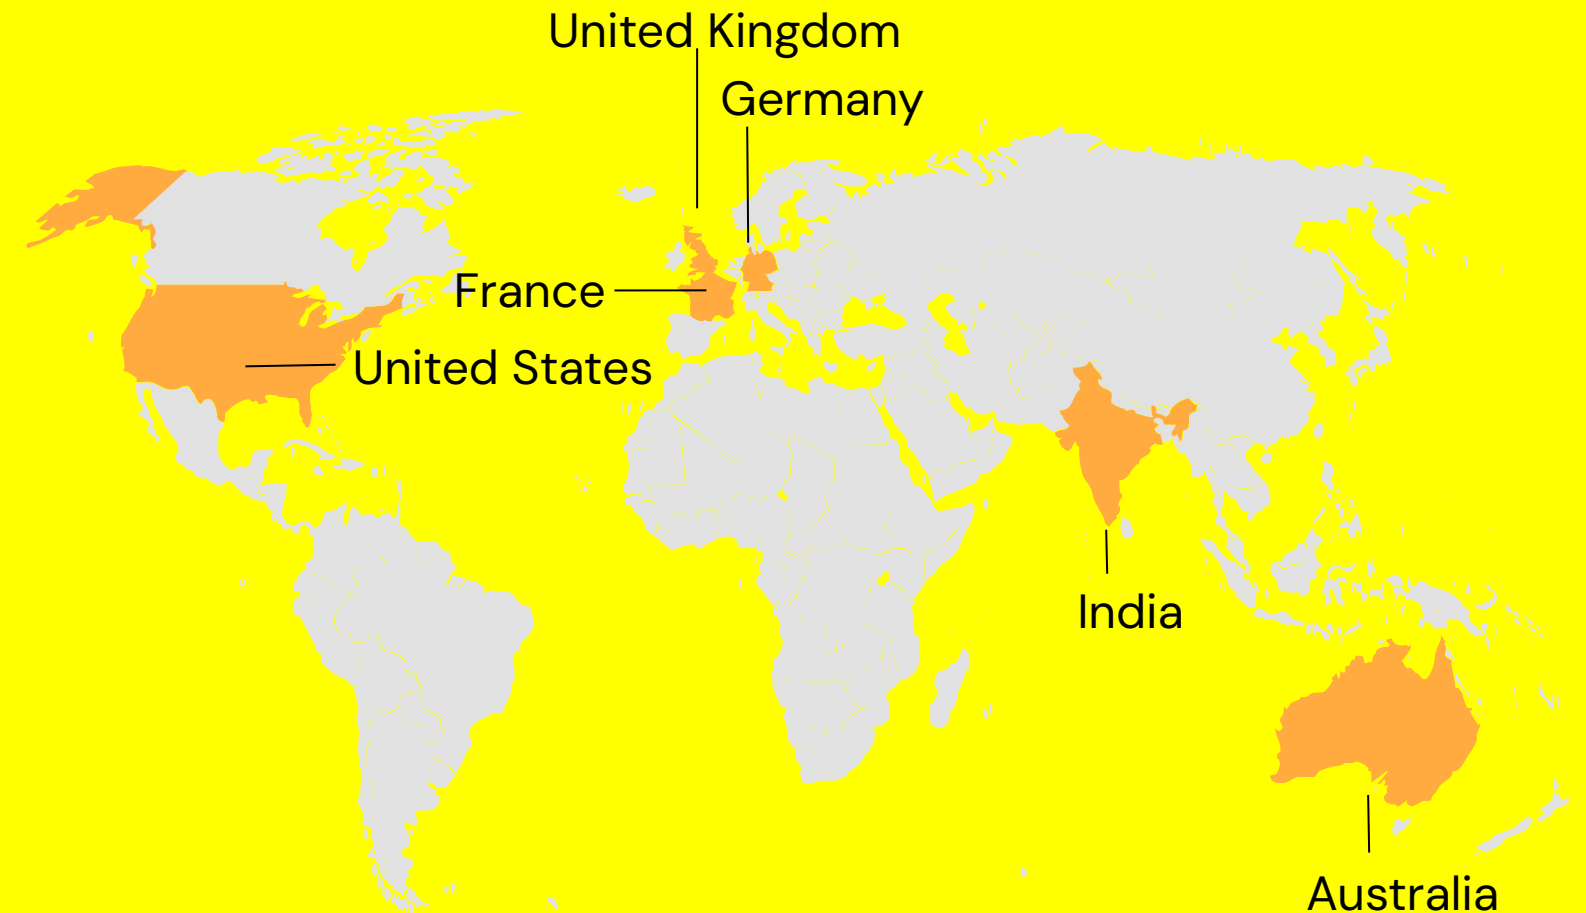 United Kingdom
Germany
France
United States
India
Australia